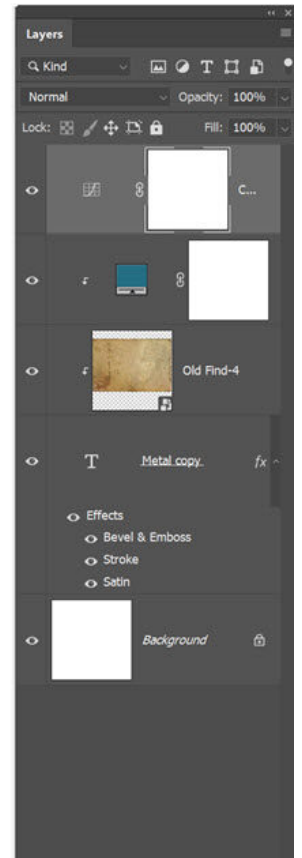 Layers
Kind
Normal Opacity: 100%
Lock: Fill: 100%
C...
Old Find-4
T Metal copy fx
Effects
Bevel & Emboss
Stroke
Satin
Background